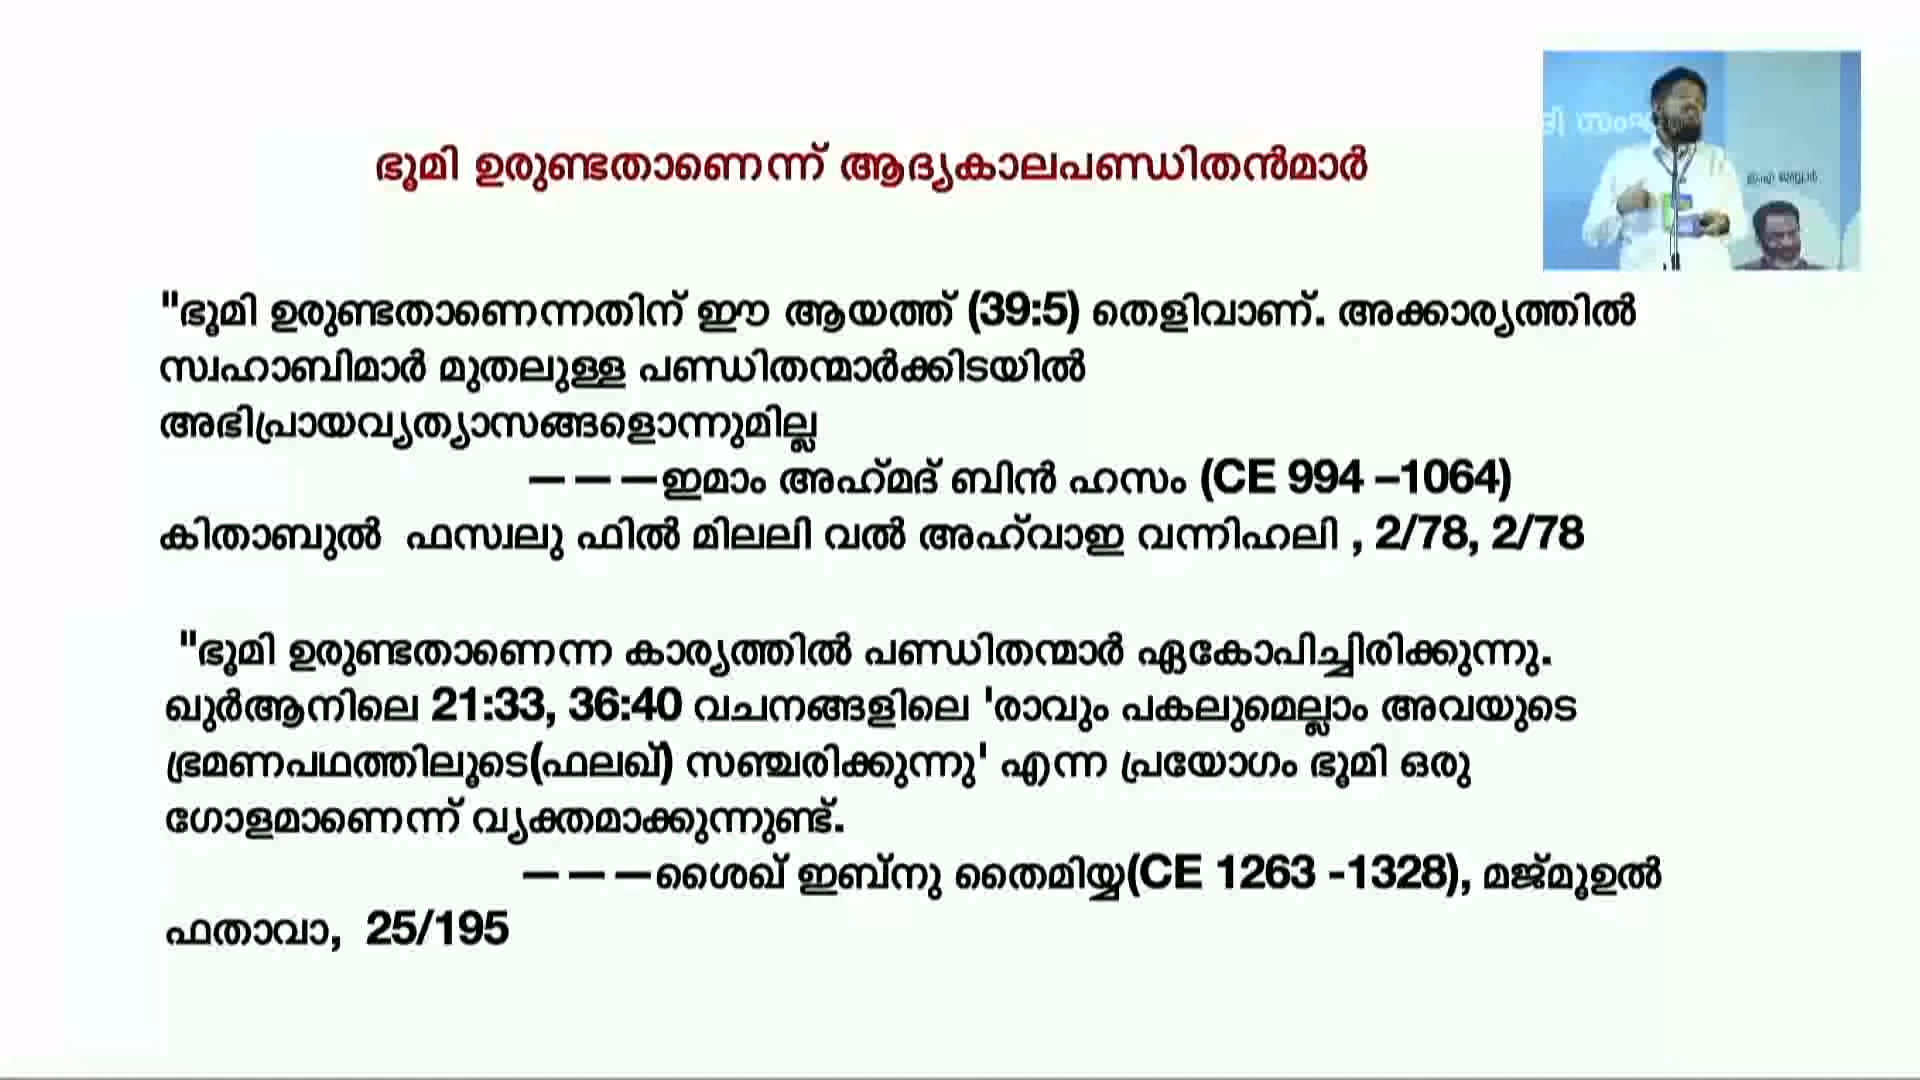 ഭൂമി ഉരുണ്ടതാണെന്ന് ആദ്യകാലപണ്ഡിതൻമാർ
"ഭൂമി ഉരുണ്ടതാണെന്നതിന് ഈ ആയത്ത് (39:5) തെളിവാണ്. അക്കാര്യത്തിൽ
സ്വഹാബിമാർ മുതലുള്ള പണ്ഡിതന്മാർക്കിടയിൽ
അഭിപ്രായവ്യത്യാസങ്ങളൊന്നുമില്ല
———ഇമാം അഹ്‌മദ് ബിൻ ഹസം (CE 994 –1064)
കിതാബുൽ ഫസ്വലു ഫിൽ മിലലി വൽ അഹ്‌വാഇ വന്നിഹലി , 2/78, 2/78
"ഭൂമി ഉരുണ്ടതാണെന്ന കാര്യത്തിൽ പണ്ഡിതന്മാർ ഏകോപിച്ചിരിക്കുന്നു.
ഖുർആനിലെ 21:33, 36:40 വചനങ്ങളിലെ 'രാവും പകലുമെല്ലാം അവയുടെ
ഭ്രമണപഥത്തിലൂടെ(ഫലഖ്) സഞ്ചരിക്കുന്നു' എന്ന പ്രയോഗം ഭൂമി ഒരു
ഗോളമാണെന്ന് വ്യക്തമാക്കുന്നുണ്ട്.
———ശൈഖ് ഇബ്നു തൈമിയ്യ(CE 1263 -1328), മജ്മൂഉൽ
ഫതാവാ, 25/195